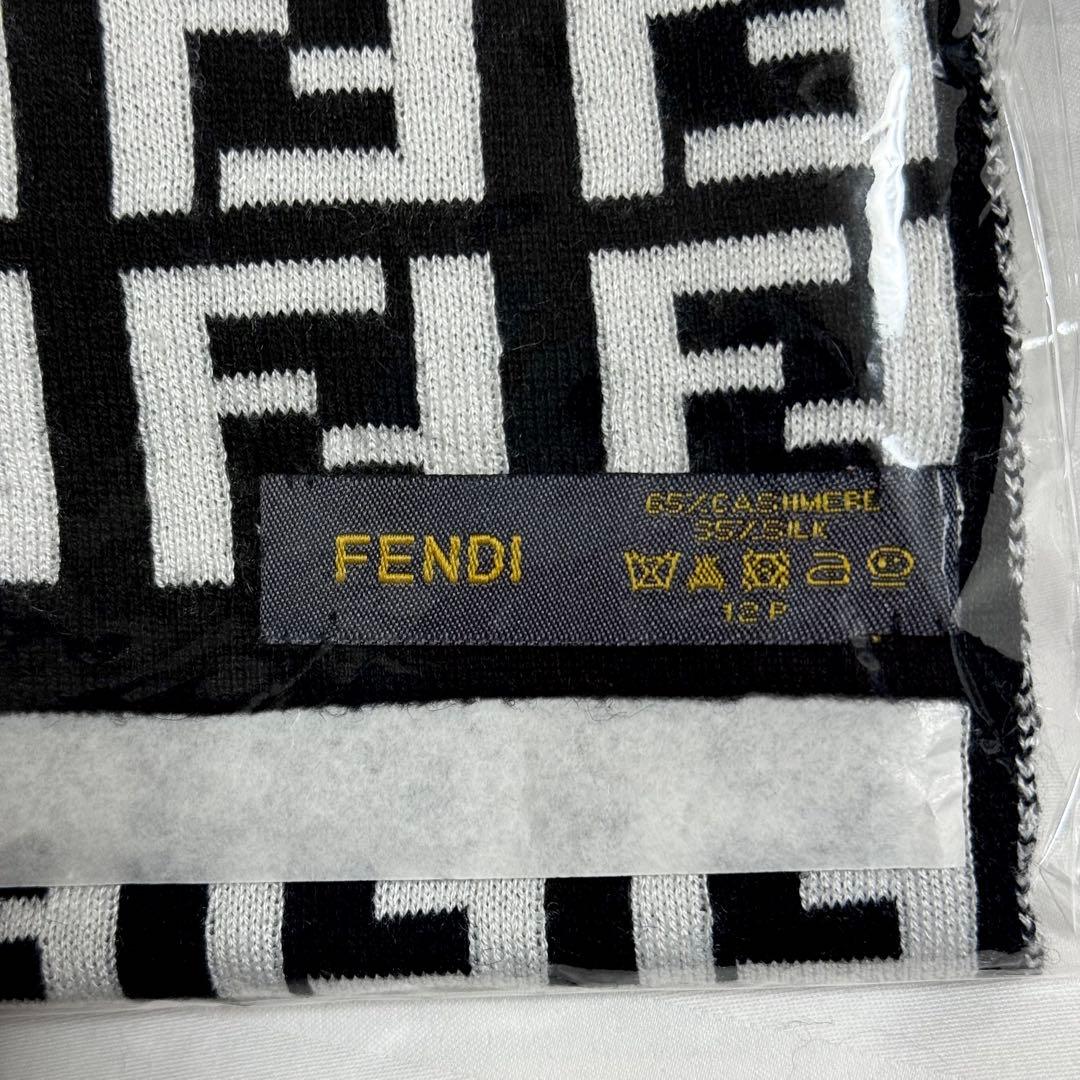 FENDI
65%CASHMERE
35%SILK
12P